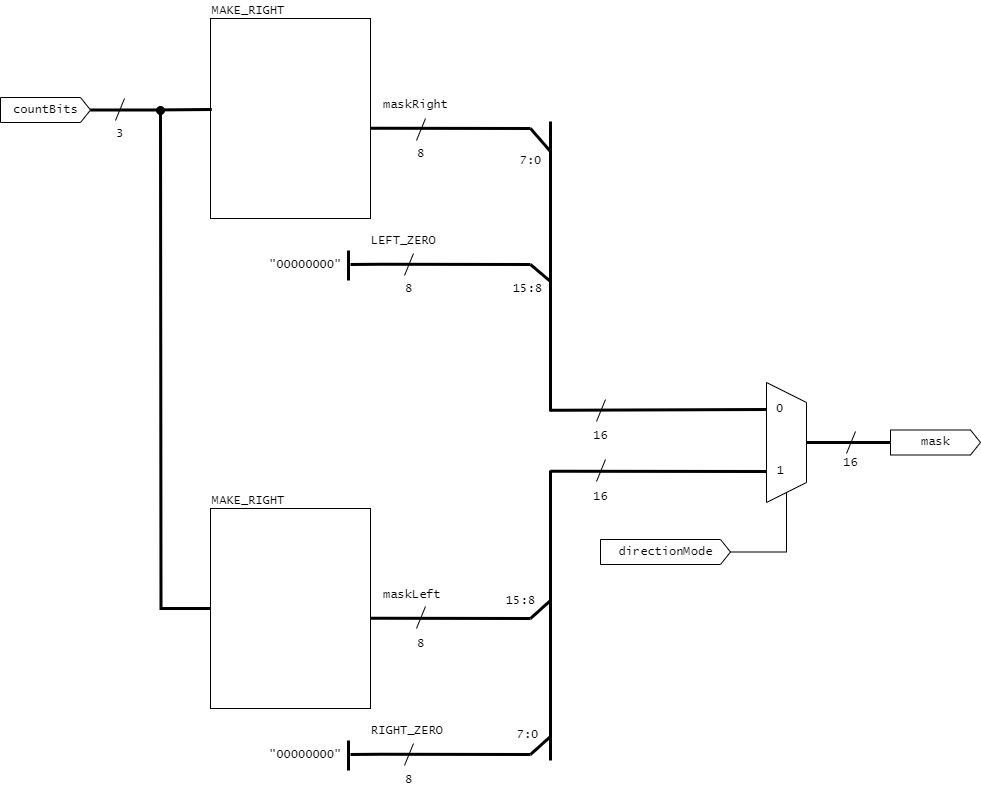 MAKE_RIGHT
countBits
3
maskRight
8
7:0
LEFT_ZERO
"00000000"
8
15:8
0
16
mask
16
1
16
directionMode
MAKE_RIGHT
maskLeft
15:8
8
RIGHT_ZERO
7:0
"00000000"
8